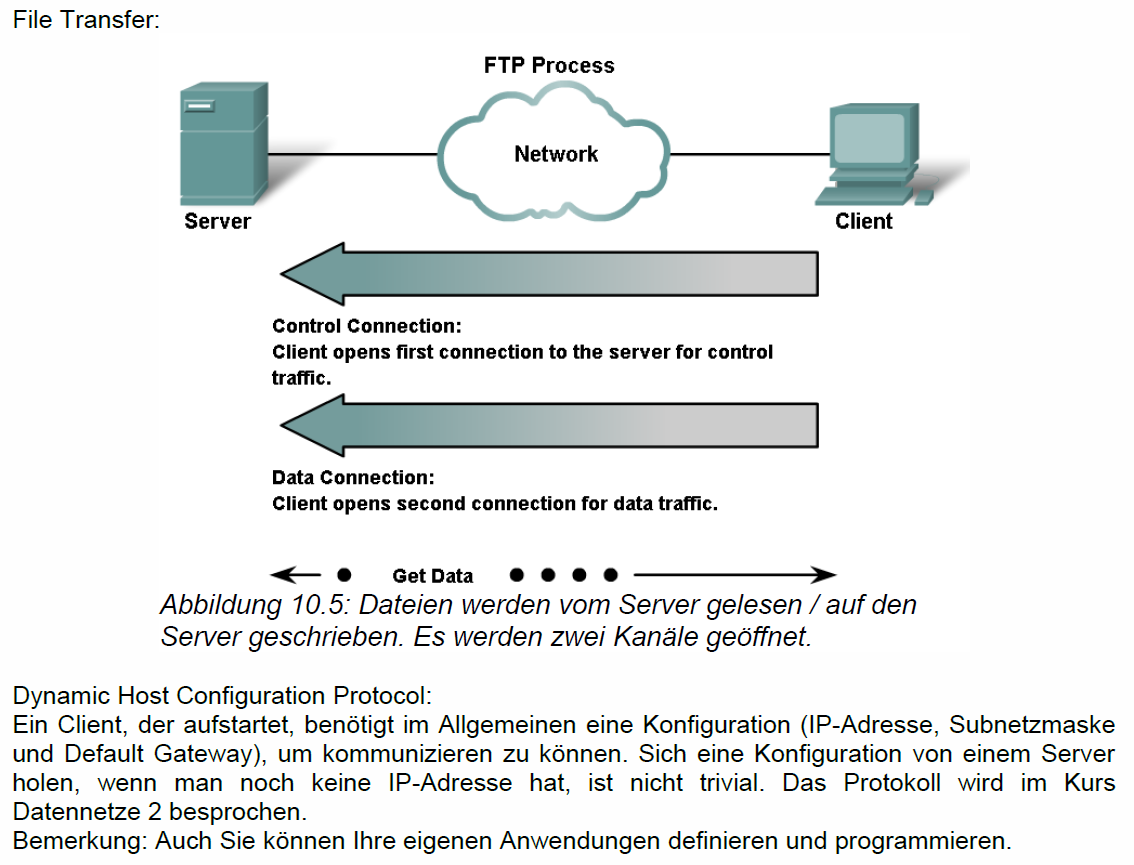 File Transfer:
FTP Process
Network
Server
Client
Control Connection:
Client opens first connection to the server for control
traffic.
Data Connection:
Client opens second connection for data traffic.
Get Data
Abbildung 10.5: Dateien werden vom Server gelesen / auf den
Server geschrieben. Es werden zwei Kanäle geöffnet.
Dynamic Host Configuration Protocol:
Ein Client, der aufstartet, benötigt im Allgemeinen eine Konfiguration (IP-Adresse, Subnetzmaske
und Default Gateway), um kommunizieren zu können. Sich eine Konfiguration von einem Server
holen, wenn man noch keine IP-Adresse hat, ist nicht trivial. Das Protokoll wird im Kurs
Datennetze 2 besprochen.
Bemerkung: Auch Sie können Ihre eigenen Anwendungen definieren und programmieren.